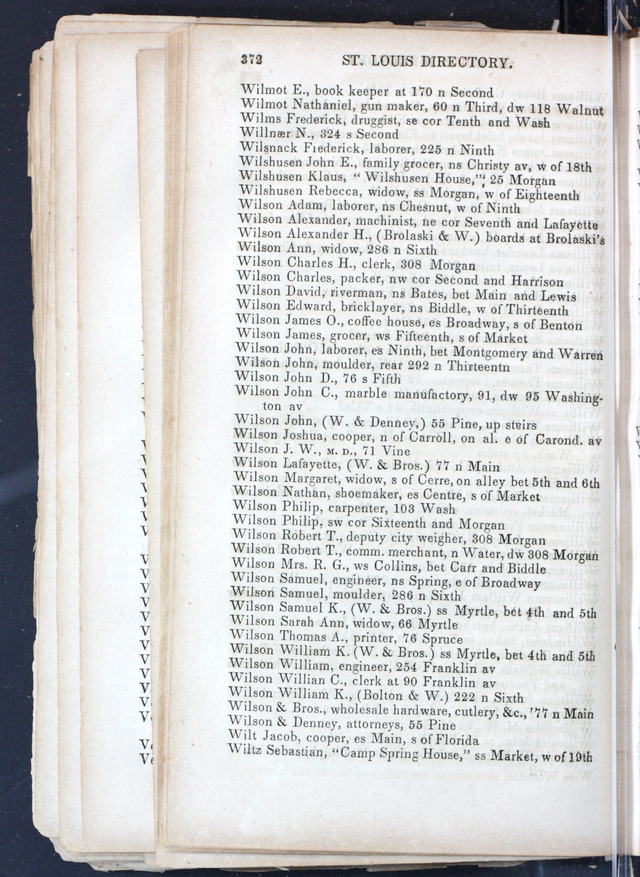 372 ST. LOUIS DIRECTORY.
Wilmot E., book keeper at 170 n Second
Wilmot Nathaniel, gun maker, 60 n Third, dw 118 Walnut
Wilms Frederick, druggist, se cor Tenth and Wash
Willnær N., 324 s Second
Wilsnack Frederick, laborer, 225 n Ninth
Wilshusen John E., family grocer, ns Christy av, w of 18th
Wilshusen Klaus, “ Wilshusen House,” 25 Morgan
Wilshusen Rebecca, widow, ss Morgan, w of Eighteenth
Wilson Adam, laborer, ns Chesnut, w of Ninth
Wilson Alexander, machinist, ne cor Seventh and Lafayette
Wilson Alexander H., (Brolaski & W.) boards at Brolaski's
Wilson Ann, widow, 286 n Sixth
Wilson Charles H., clerk, 308 Morgan
Wilson Charles, packer, nw cor Second and Harrison
Wilson David, riverman, ns Bates, bet Main and Lewis
Wilson Edward, bricklayer, ns Biddle, w of Thirteenth
Wilson James O., coffee house, es Broadway, s of Benton
Wilson James, grocer, ws Fifteenth, s of Market
Wilson John, laborer, es Ninth, bet Montgomery and Warren
Wilson John, moulder, rear 292 n Thirteentn
Wilson John D., 76 s Fifth
Wilson John C., marble manufactory, 91, dw 95 Washing-
ton av
Wilson John, (W. & Denney,) 55 Pine, up stairs
Wilson Joshua, cooper, n of Carroll, on al. e of Carond. av
Wilson J. W., M. D., 71 Vine
Wilson Lafayette, (W. & Bros.) 77 n Main
Wilson Margaret, widow, s of Cerre, on alley bet 5th and 6th
Wilson Nathan, shoemaker, es Centre, s of Market
Wilson Philip, carpenter, 103 Wash
Wilson Philip, sw cor Sixteenth and Morgan
Wilson Robert T., deputy city weigher, 308 Morgan
Wilson Robert T., comm. merchant, n Water, dw 308 Morgan
Wilson Mrs. R. G., ws Collins, bet Carr and Biddle
Wilson Samuel, engineer, ns Spring, e of Broadway
Wilson Samuel, moulder, 286 n Sixth
Wilson Samuel K., (W. & Bros.) ss Myrtle, bet 4th and 5th
Wilson Sarah Ann, widow, 66 Myrtle
Wilson Thomas A., printer, 76 Spruce
Wilson William K. (W. & Bros.) ss Myrtle, bet 4th and 5th
Wilson William, engineer, 254 Franklin av
Wilson Willian C., clerk at 90 Franklin av
Wilson William K., (Bolton & W.) 222 n Sixth
Wilson & Bros., wholesale hardware, cutlery, &c., '77 n Main
Wilson & Denney, attorneys, 55 Pine
Wilt Jacob, cooper, es Main, s of Florida
Wiltz Sebastian, “Camp Spring House,” ss Market, w of 19th